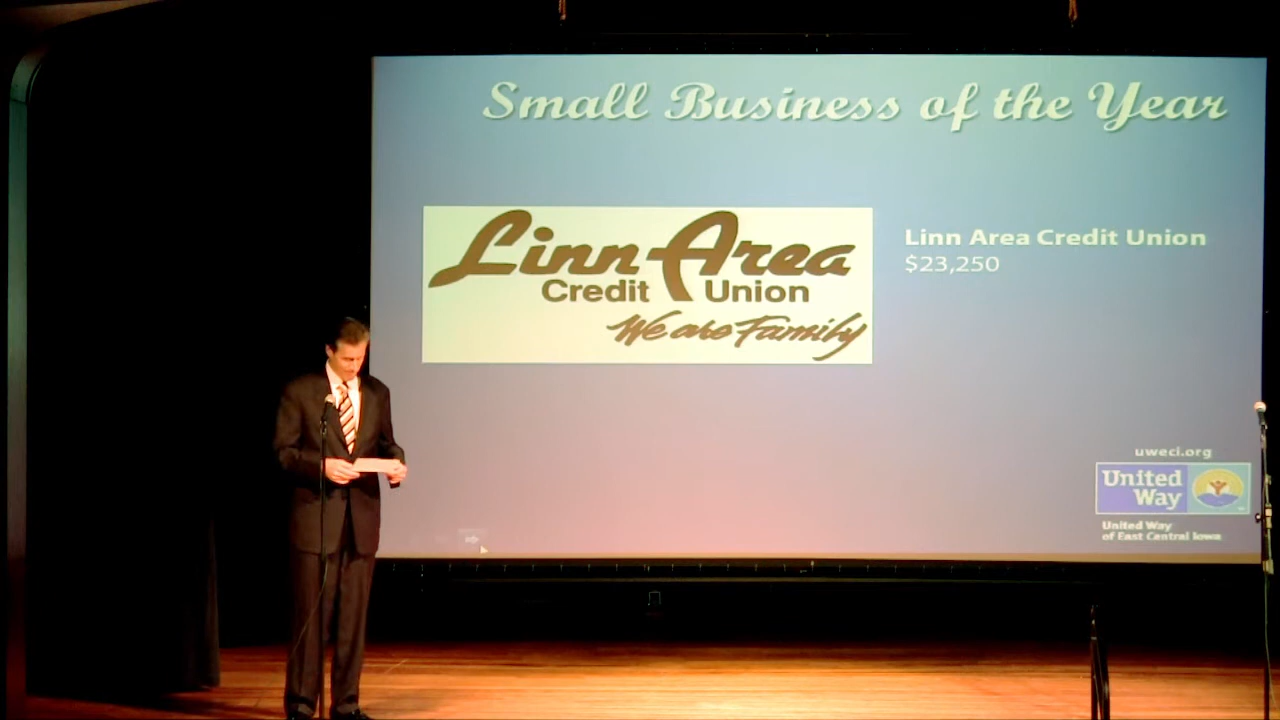 Small Business of the Year
Linn Area
Credit Union
We are Family
Linn Area Credit Union
$23,250
uweci.org
United
Way
United Way
of East Central Iowa